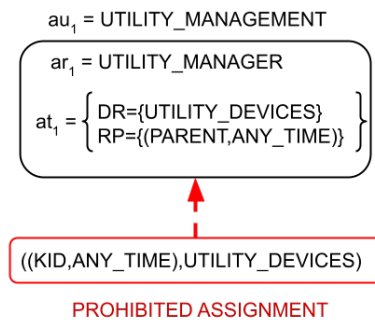 au₁ = UTILITY_MANAGEMENT
ar₁ = UTILITY_MANAGER
at₁ = { DR={UTILITY_DEVICES}
RP={(PARENT,ANY_TIME)} }
((KID,ANY_TIME),UTILITY_DEVICES)
PROHIBITED ASSIGNMENT